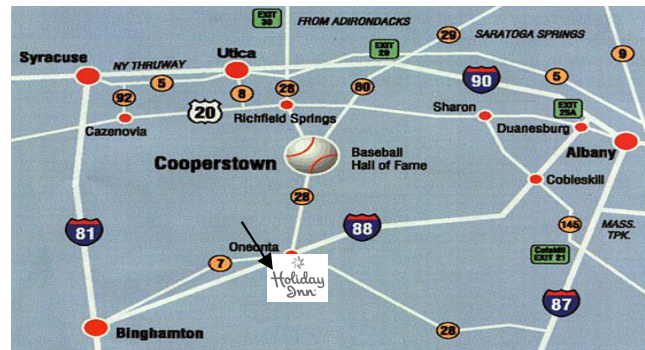 EXIT
30
FROM ADIRONDACKS
29
SARATOGA SPRINGS
Syracuse
Utica
EXIT
29
9
NY THRUWAY
5
28
80
90
5
92
8
20
Richfield Springs
Sharon
EXIT
25A
Cazenovia
Duanesburg
Albany
Cooperstown
Baseball
Hall of Fame
Cobleskill
28
81
88
145
MASS.
TPK.
Oneonta
7
Catskill
EXIT 21
Holiday
Inn
87
Binghamton
28